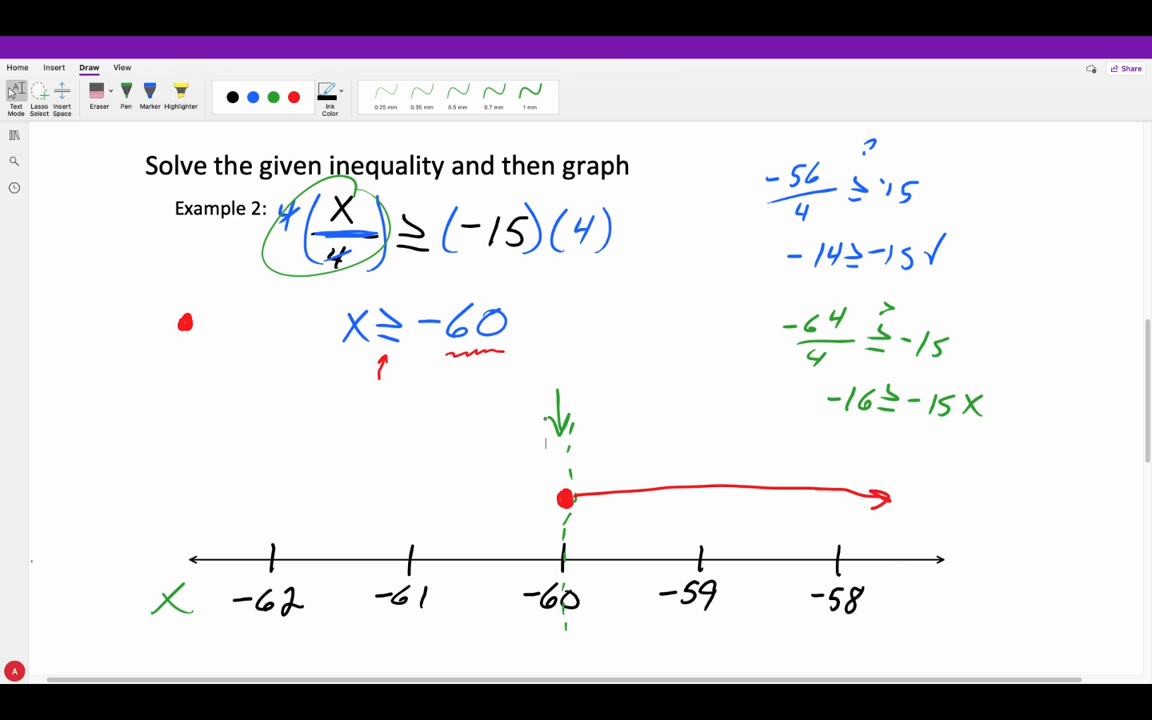 Home Insert Draw View
Share
Text Mode Lasso Select Insert Space Eraser Pen Marker Highlighter Ink Color 0.25 mm 0.35 mm 0.5 mm 0.7 mm 1 mm
Solve the given inequality and then graph
Example 2: 4(x/4) ≥ (-15)(4)
x ≥ -60
?
-56/4 ≥ -15
-14 ≥ -15 ✓
?
-64/4 ≥ -15
-16 ≥ -15 X
X -62 -61 -60 -59 -58
A